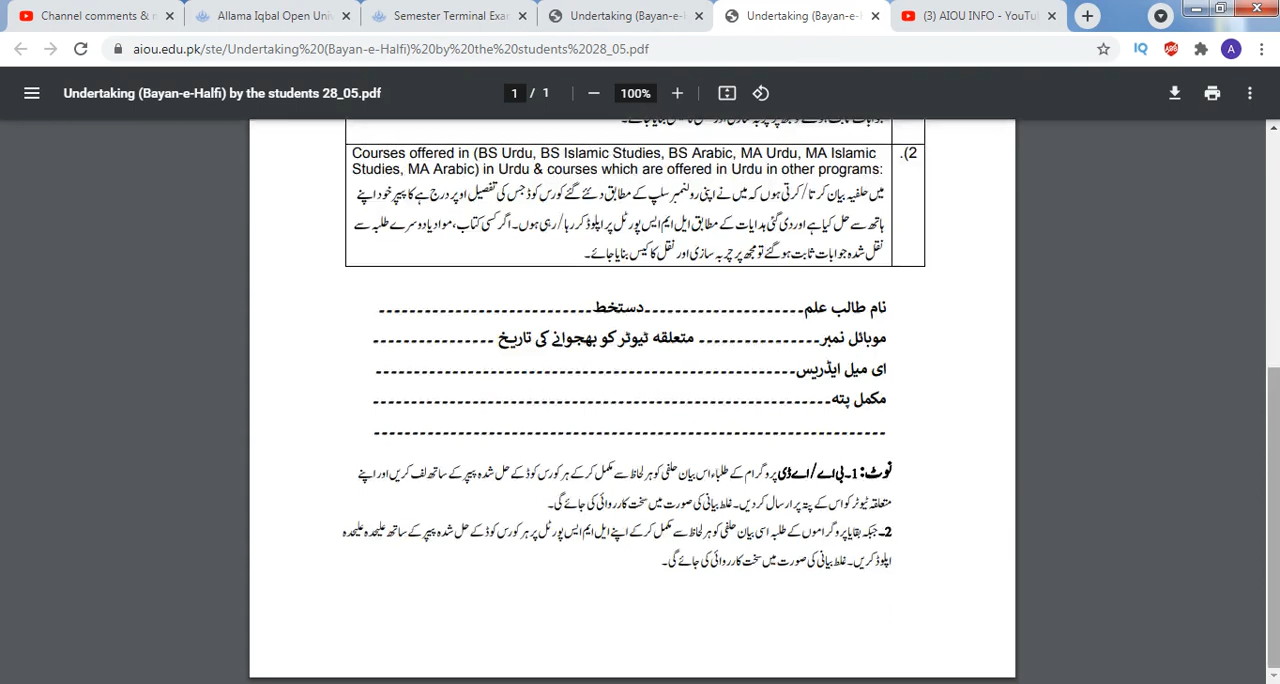 Channel comments & m
Allama Iqbal Open Uni
Semester Terminal Exa
Undertaking (Bayan-e-
Undertaking (Bayan-e-H
(3) AIOU INFO - YouTu
aiou.edu.pk/ste/Undertaking%20(Bayan-e-Halfi)%20by%20the%20students%2028_05.pdf
IQ
A
Undertaking (Bayan-e-Halfi) by the students 28_05.pdf
1 / 1
100%
.(2
Courses offered in (BS Urdu, BS Islamic Studies, BS Arabic, MA Urdu, MA Islamic
Studies, MA Arabic) in Urdu & courses which are offered in Urdu in other programs:
میں حلفیہ بیان کرتا/کرتی ہوں کہ میں نے اپنی رولنمبر سلپ کے مطابق دئے گئے کورس کوڈ جس کی تفصیل اوپر درج ہے کا پیپر خود اپنے
ہاتھ سے حل کیا ہے اور دی گئی ہدایات کے مطابق ایل ایم ایس پورٹل پر اپلوڈ کر رہا/رہی ہوں۔ اگر کسی کتاب، مواد یا دوسرے طلبہ سے
نقل شدہ جوابات ثابت ہو گئے تو مجھ پر چربہ سازی اور نقل کا کیس بنایا جائے۔
نام طالب علم۔۔۔۔۔۔۔۔۔۔۔۔۔۔۔۔۔۔۔۔۔دستخط۔۔۔۔۔۔۔۔۔۔۔۔۔۔۔۔۔۔۔۔۔۔۔۔۔۔۔۔
موبائل نمبر۔۔۔۔۔۔۔۔۔۔۔۔۔۔۔۔ متعلقہ ٹیوٹر کو بھجوانے کی تاریخ ۔۔۔۔۔۔۔۔۔۔۔۔۔۔۔۔
ای میل ایڈریس۔۔۔۔۔۔۔۔۔۔۔۔۔۔۔۔۔۔۔۔۔۔۔۔۔۔۔۔۔۔۔۔۔۔۔۔۔۔۔۔۔۔۔۔۔۔۔۔۔۔۔۔۔۔۔
مکمل پتہ۔۔۔۔۔۔۔۔۔۔۔۔۔۔۔۔۔۔۔۔۔۔۔۔۔۔۔۔۔۔۔۔۔۔۔۔۔۔۔۔۔۔۔۔۔۔۔۔۔۔۔۔۔۔۔۔۔۔۔۔
۔۔۔۔۔۔۔۔۔۔۔۔۔۔۔۔۔۔۔۔۔۔۔۔۔۔۔۔۔۔۔۔۔۔۔۔۔۔۔۔۔۔۔۔۔۔۔۔۔۔۔۔۔۔۔۔۔۔۔۔۔۔۔۔۔۔۔
نوٹ: 1۔ بی اے/اے ڈی پروگرام کے طلباء اس بیان حلفی کو ہر لحاظ سے مکمل کر کے ہر کورس کوڈ کے حل شدہ پیپر کے ساتھ لف کریں اور اپنے
متعلقہ ٹیوٹر کو اس کے پتہ پر ارسال کر دیں۔ غلط بیانی کی صورت میں سخت کارروائی کی جائے گی۔
2۔ جبکہ بقایا پروگراموں کے طلبہ اسی بیان حلفی کو ہر لحاظ سے مکمل کر کے اپنے ایل ایم ایس پورٹل پر ہر کورس کوڈ کے حل شدہ پیپر کے ساتھ علیحدہ علیحدہ
اپلوڈ کریں۔ غلط بیانی کی صورت میں سخت کارروائی کی جائے گی۔